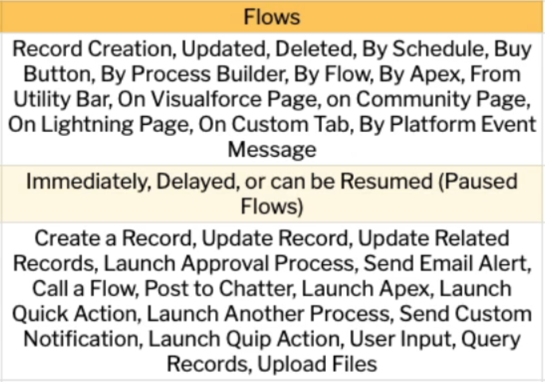 Flows
Record Creation, Updated, Deleted, By Schedule, Buy
Button, By Process Builder, By Flow, By Apex, From
Utility Bar, On Visualforce Page, on Community Page,
On Lightning Page, On Custom Tab, By Platform Event
Message
Immediately, Delayed, or can be Resumed (Paused
Flows)
Create a Record, Update Record, Update Related
Records, Launch Approval Process, Send Email Alert,
Call a Flow, Post to Chatter, Launch Apex, Launch
Quick Action, Launch Another Process, Send Custom
Notification, Launch Quip Action, User Input, Query
Records, Upload Files